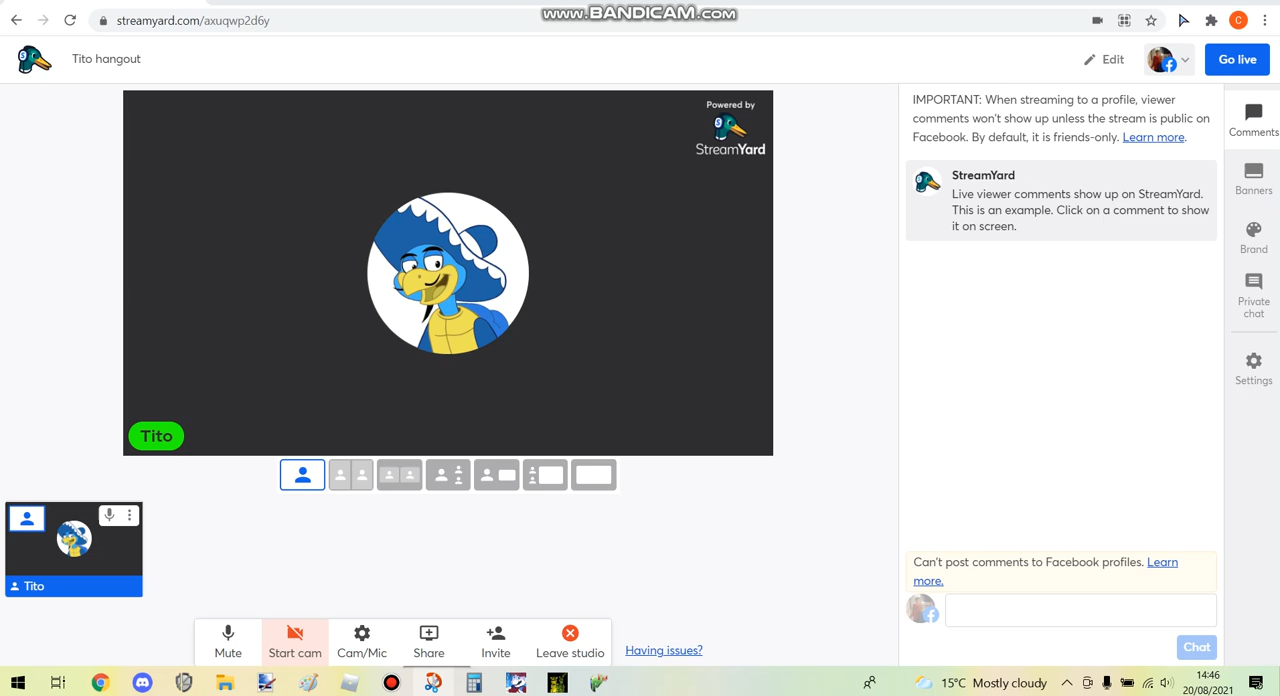 www.BANDICAM.com
streamyard.com/axuqwp2d6y
C
Tito hangout
Edit
Go live
Powered by
StreamYard
Tito
Tito
Mute
Start cam
Cam/Mic
Share
Invite
Leave studio
Having issues?
IMPORTANT: When streaming to a profile, viewer
comments won't show up unless the stream is public on
Facebook. By default, it is friends-only. Learn more.
StreamYard
Live viewer comments show up on StreamYard.
This is an example. Click on a comment to show
it on screen.
Can't post comments to Facebook profiles. Learn
more.
Chat
Comments
Banners
Brand
Private
chat
Settings
15°C Mostly cloudy
14:46
20/08/2021